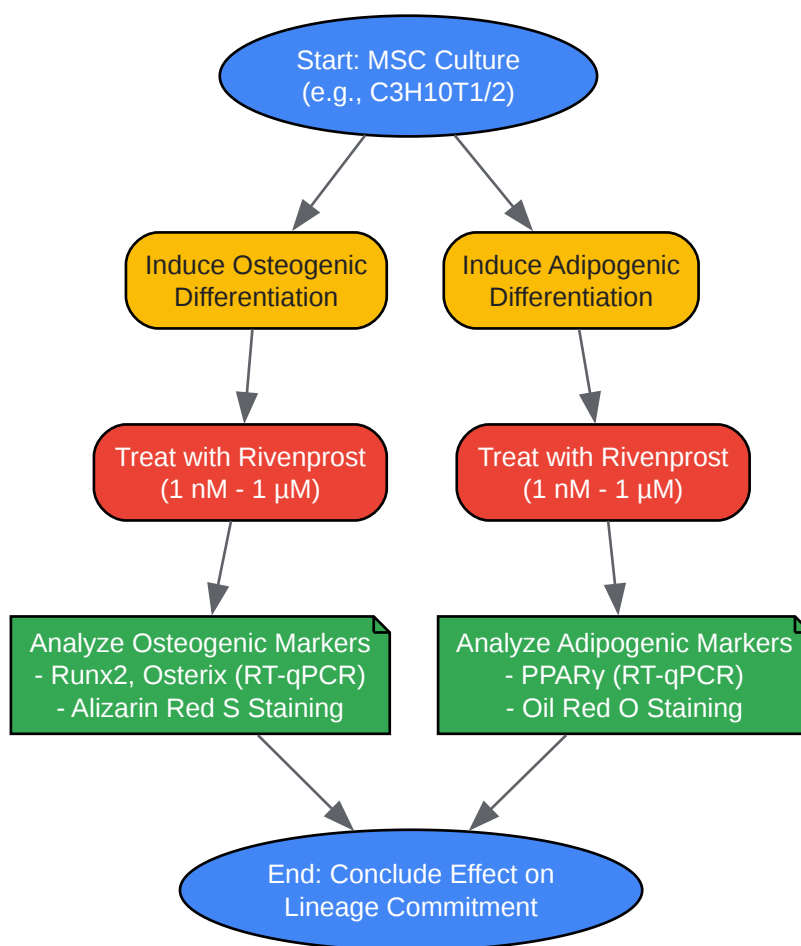 Start: MSC Culture
(e.g., C3H10T1/2)
Induce Osteogenic
Differentiation
Induce Adipogenic
Differentiation
Treat with Rivenprost
(1 nM - 1 µM)
Treat with Rivenprost
(1 nM - 1 µM)
Analyze Osteogenic Markers
- Runx2, Osterix (RT-qPCR)
- Alizarin Red S Staining
Analyze Adipogenic Markers
- PPARγ (RT-qPCR)
- Oil Red O Staining
End: Conclude Effect on
Lineage Commitment